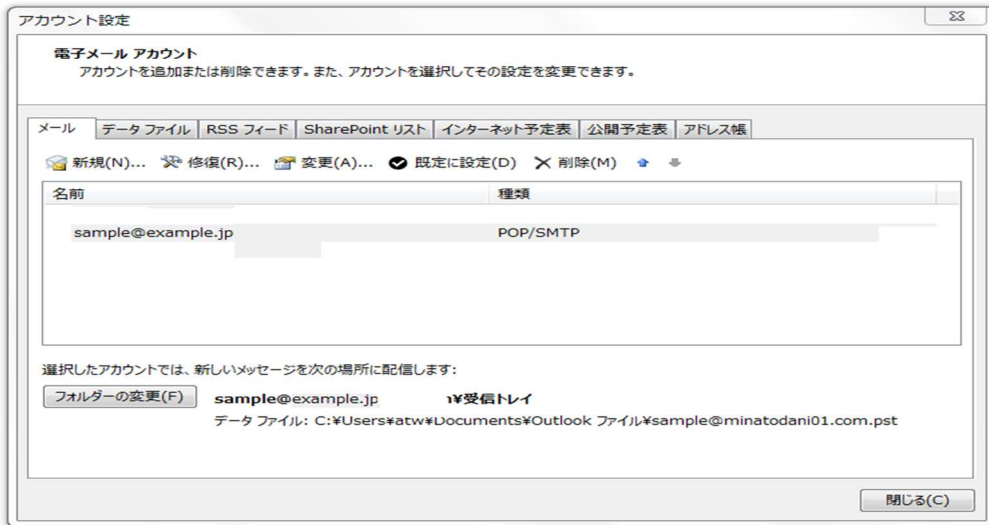 アカウント設定
電子メール アカウント
アカウントを追加または削除できます。また、アカウントを選択してその設定を変更できます。
メール データ ファイル RSS フィード SharePoint リスト インターネット予定表 公開予定表 アドレス帳
新規(N)... 修復(R)... 変更(A)... 既定に設定(D) 削除(M)
名前 種類
sample@example.jp POP/SMTP
選択したアカウントでは、新しいメッセージを次の場所に配信します:
フォルダーの変更(F) sample@example.jp ¥受信トレイ
データ ファイル: C:¥Users¥atw¥Documents¥Outlook ファイル¥sample@minatodani01.com.pst
閉じる(C)